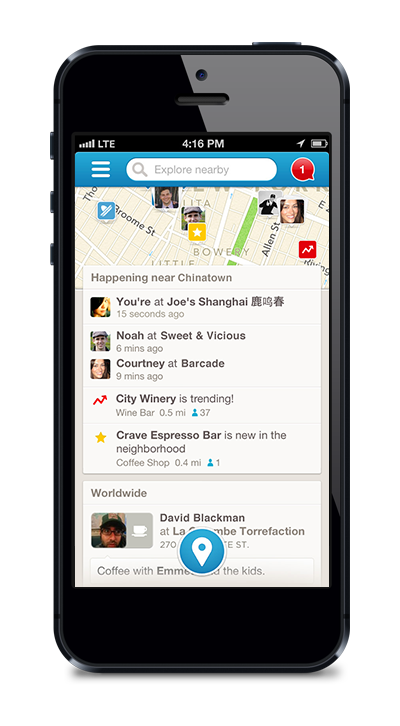 LTE 4:16 PM
Explore nearby
1
LITA
Broome St
Allen St
BOWERY
LITTLE
Happening near Chinatown
You're at Joe's Shanghai 鹿鸣春
15 seconds ago
Noah at Sweet & Vicious
6 mins ago
Courtney at Barcade
9 mins ago
City Winery is trending!
Wine Bar 0.5 mi 37
Crave Espresso Bar is new in the
neighborhood
Coffee Shop 0.4 mi 1
Worldwide
David Blackman
at La Torrefaction
270 ST.
Coffee with and the kids.